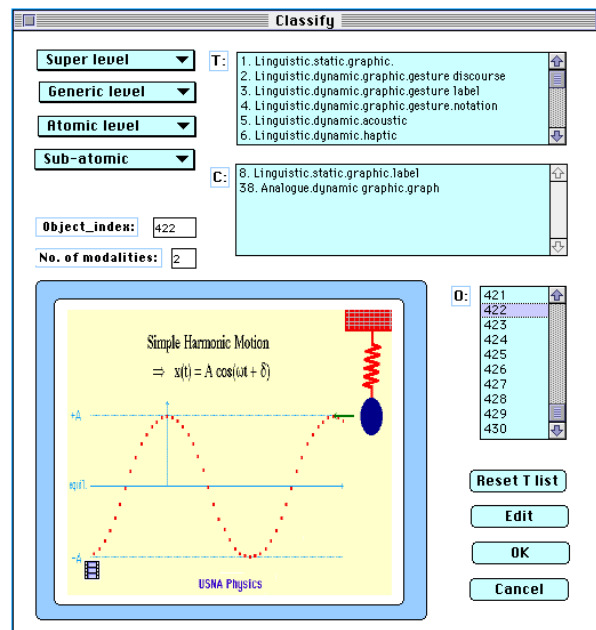 Classify
Super level
Generic level
Atomic level
Sub-atomic
T:
1. Linguistic.static.graphic.
2. Linguistic.dynamic.graphic.gesture discourse
3. Linguistic.dynamic.graphic.gesture label
4. Linguistic.dynamic.graphic.gesture.notation
5. Linguistic.dynamic.acoustic
6. Linguistic.dynamic.haptic
C:
8. Linguistic.static.graphic.label
38. Analogue.dynamic graphic.graph
Object_index:
422
No. of modalities:
2
Simple Harmonic Motion
⇒ x(t) = A cos(ωt + δ)
+A
equil.
-A
USNA Physics
O:
421
422
423
424
425
426
427
428
429
430
Reset T list
Edit
OK
Cancel